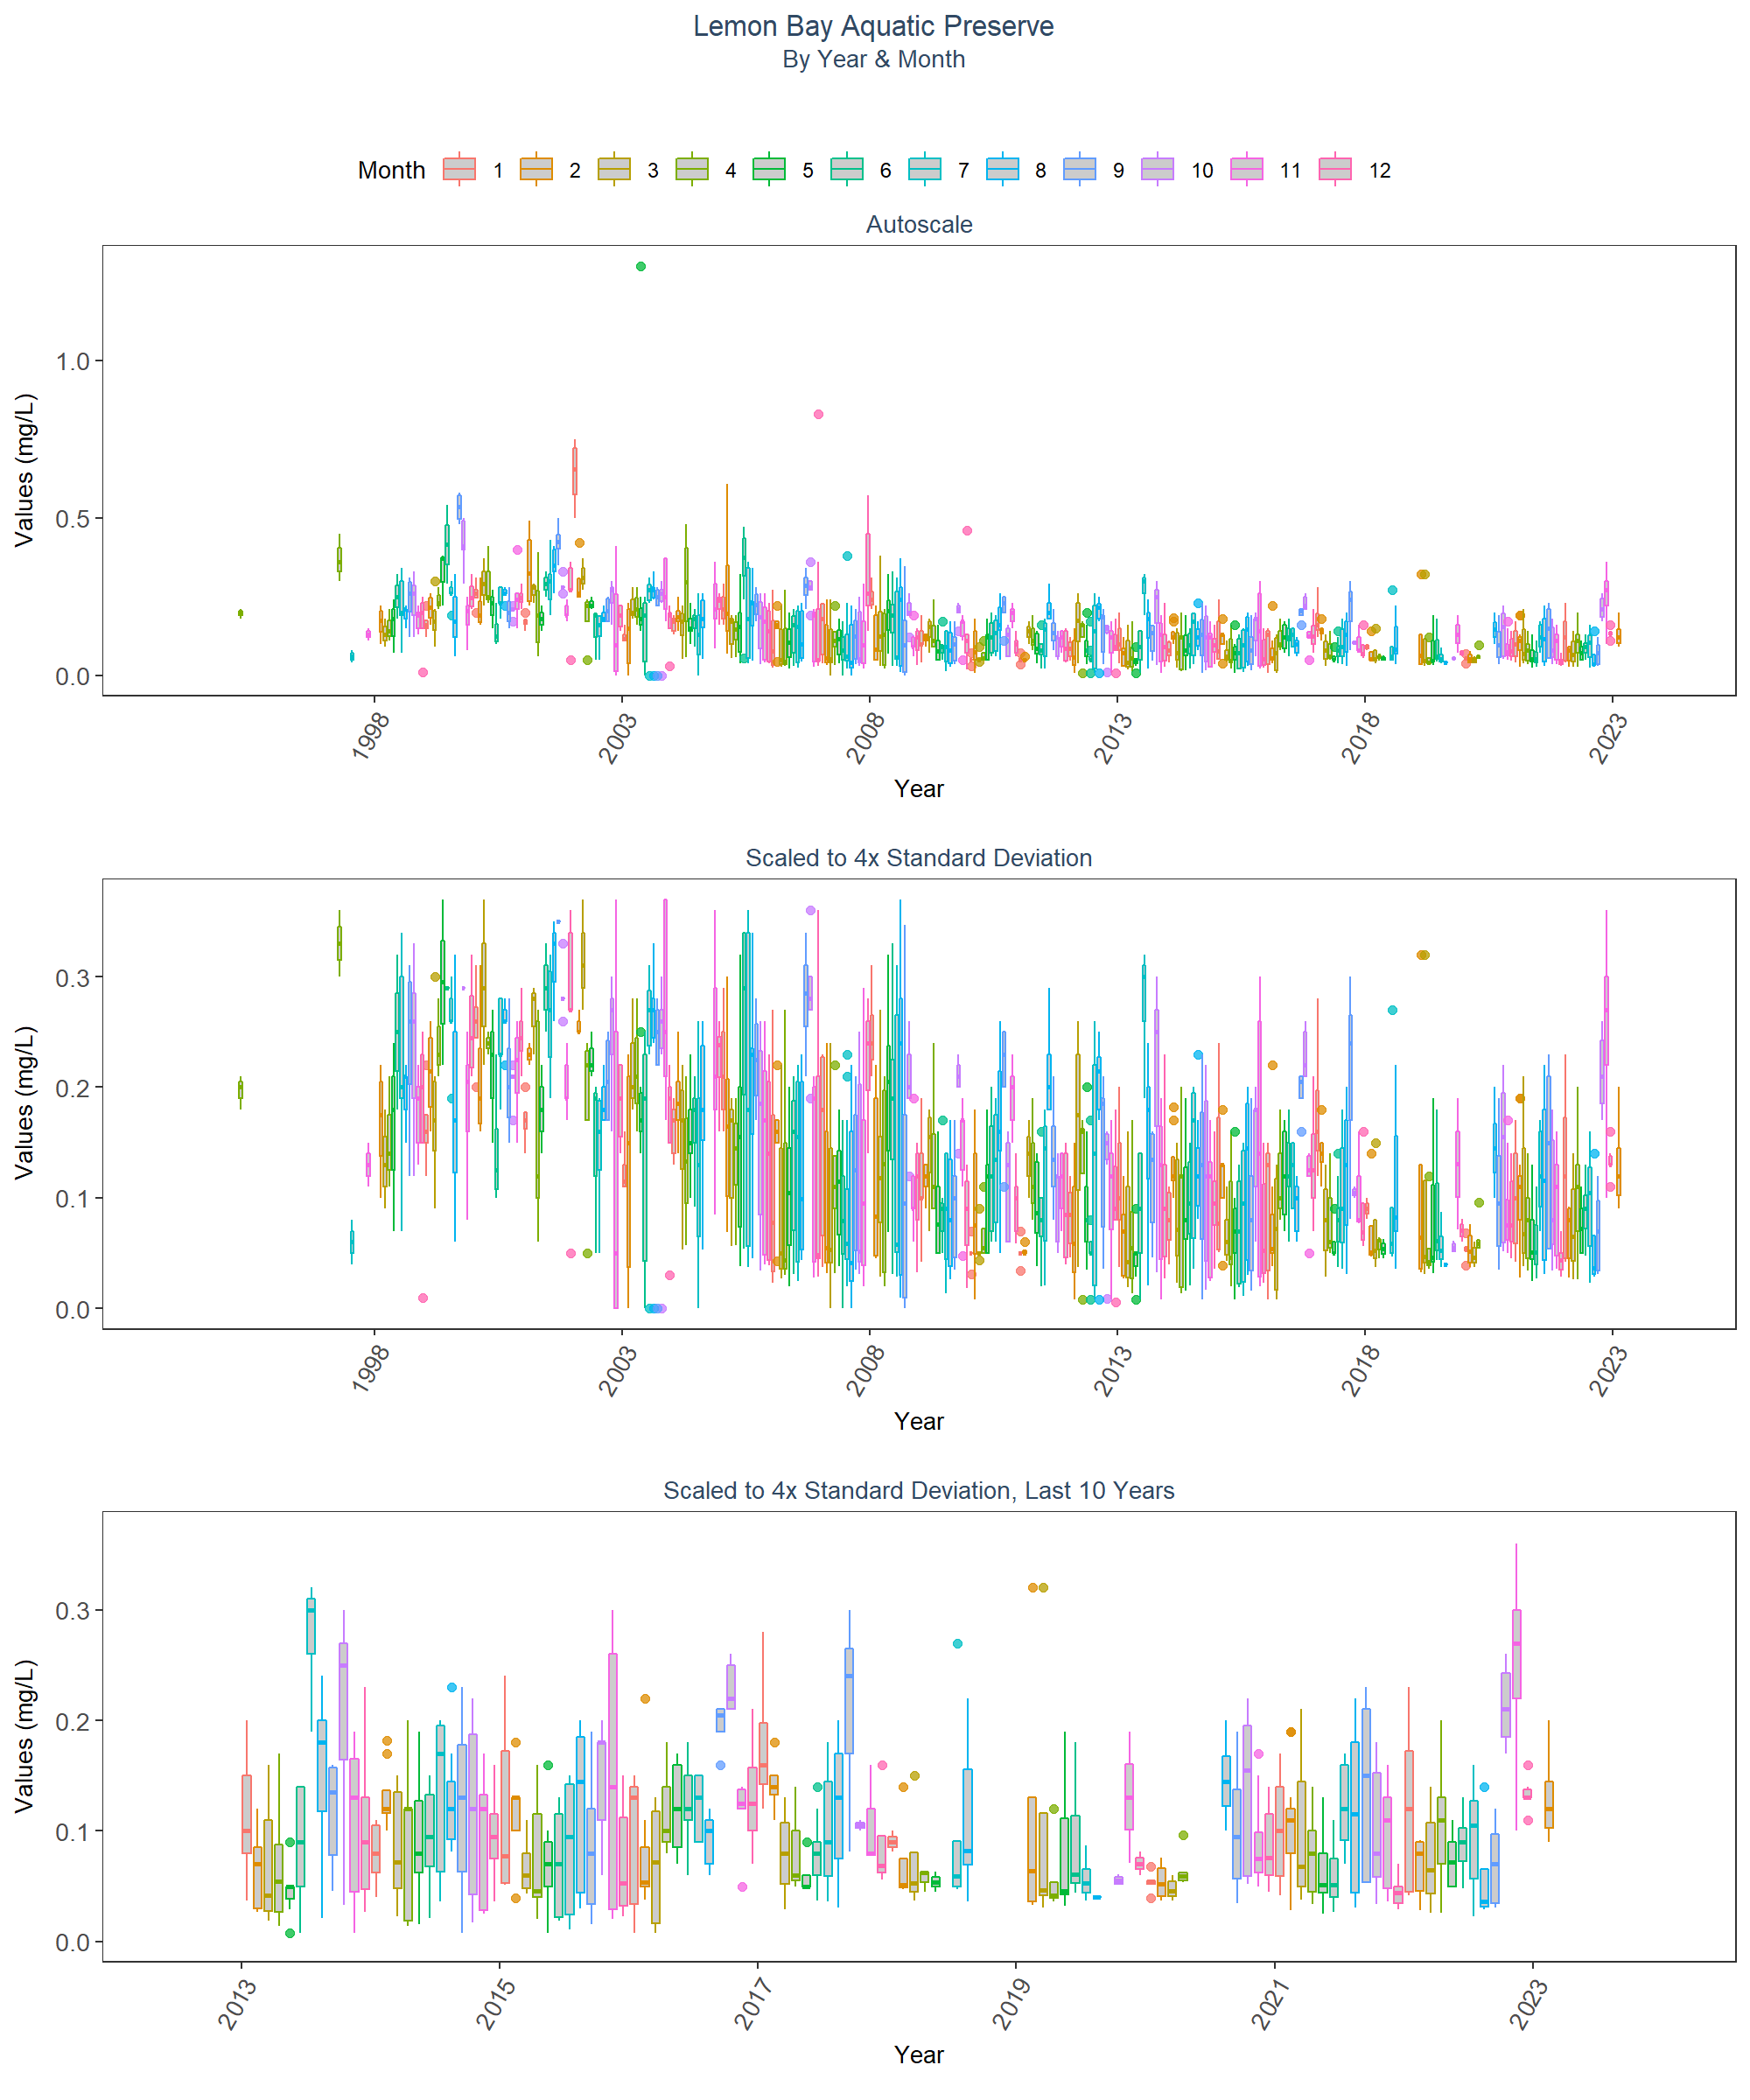 Lemon Bay Aquatic Preserve
By Year & Month
Month 1 2 3 4 5 6 7 8 9 10 11 12
Autoscale
Values (mg/L)
1.0
0.5
0.0
1998 2003 2008 2013 2018 2023
Year
Scaled to 4x Standard Deviation
Values (mg/L)
0.3
0.2
0.1
0.0
1998 2003 2008 2013 2018 2023
Year
Scaled to 4x Standard Deviation, Last 10 Years
Values (mg/L)
0.3
0.2
0.1
0.0
2013 2015 2017 2019 2021 2023
Year